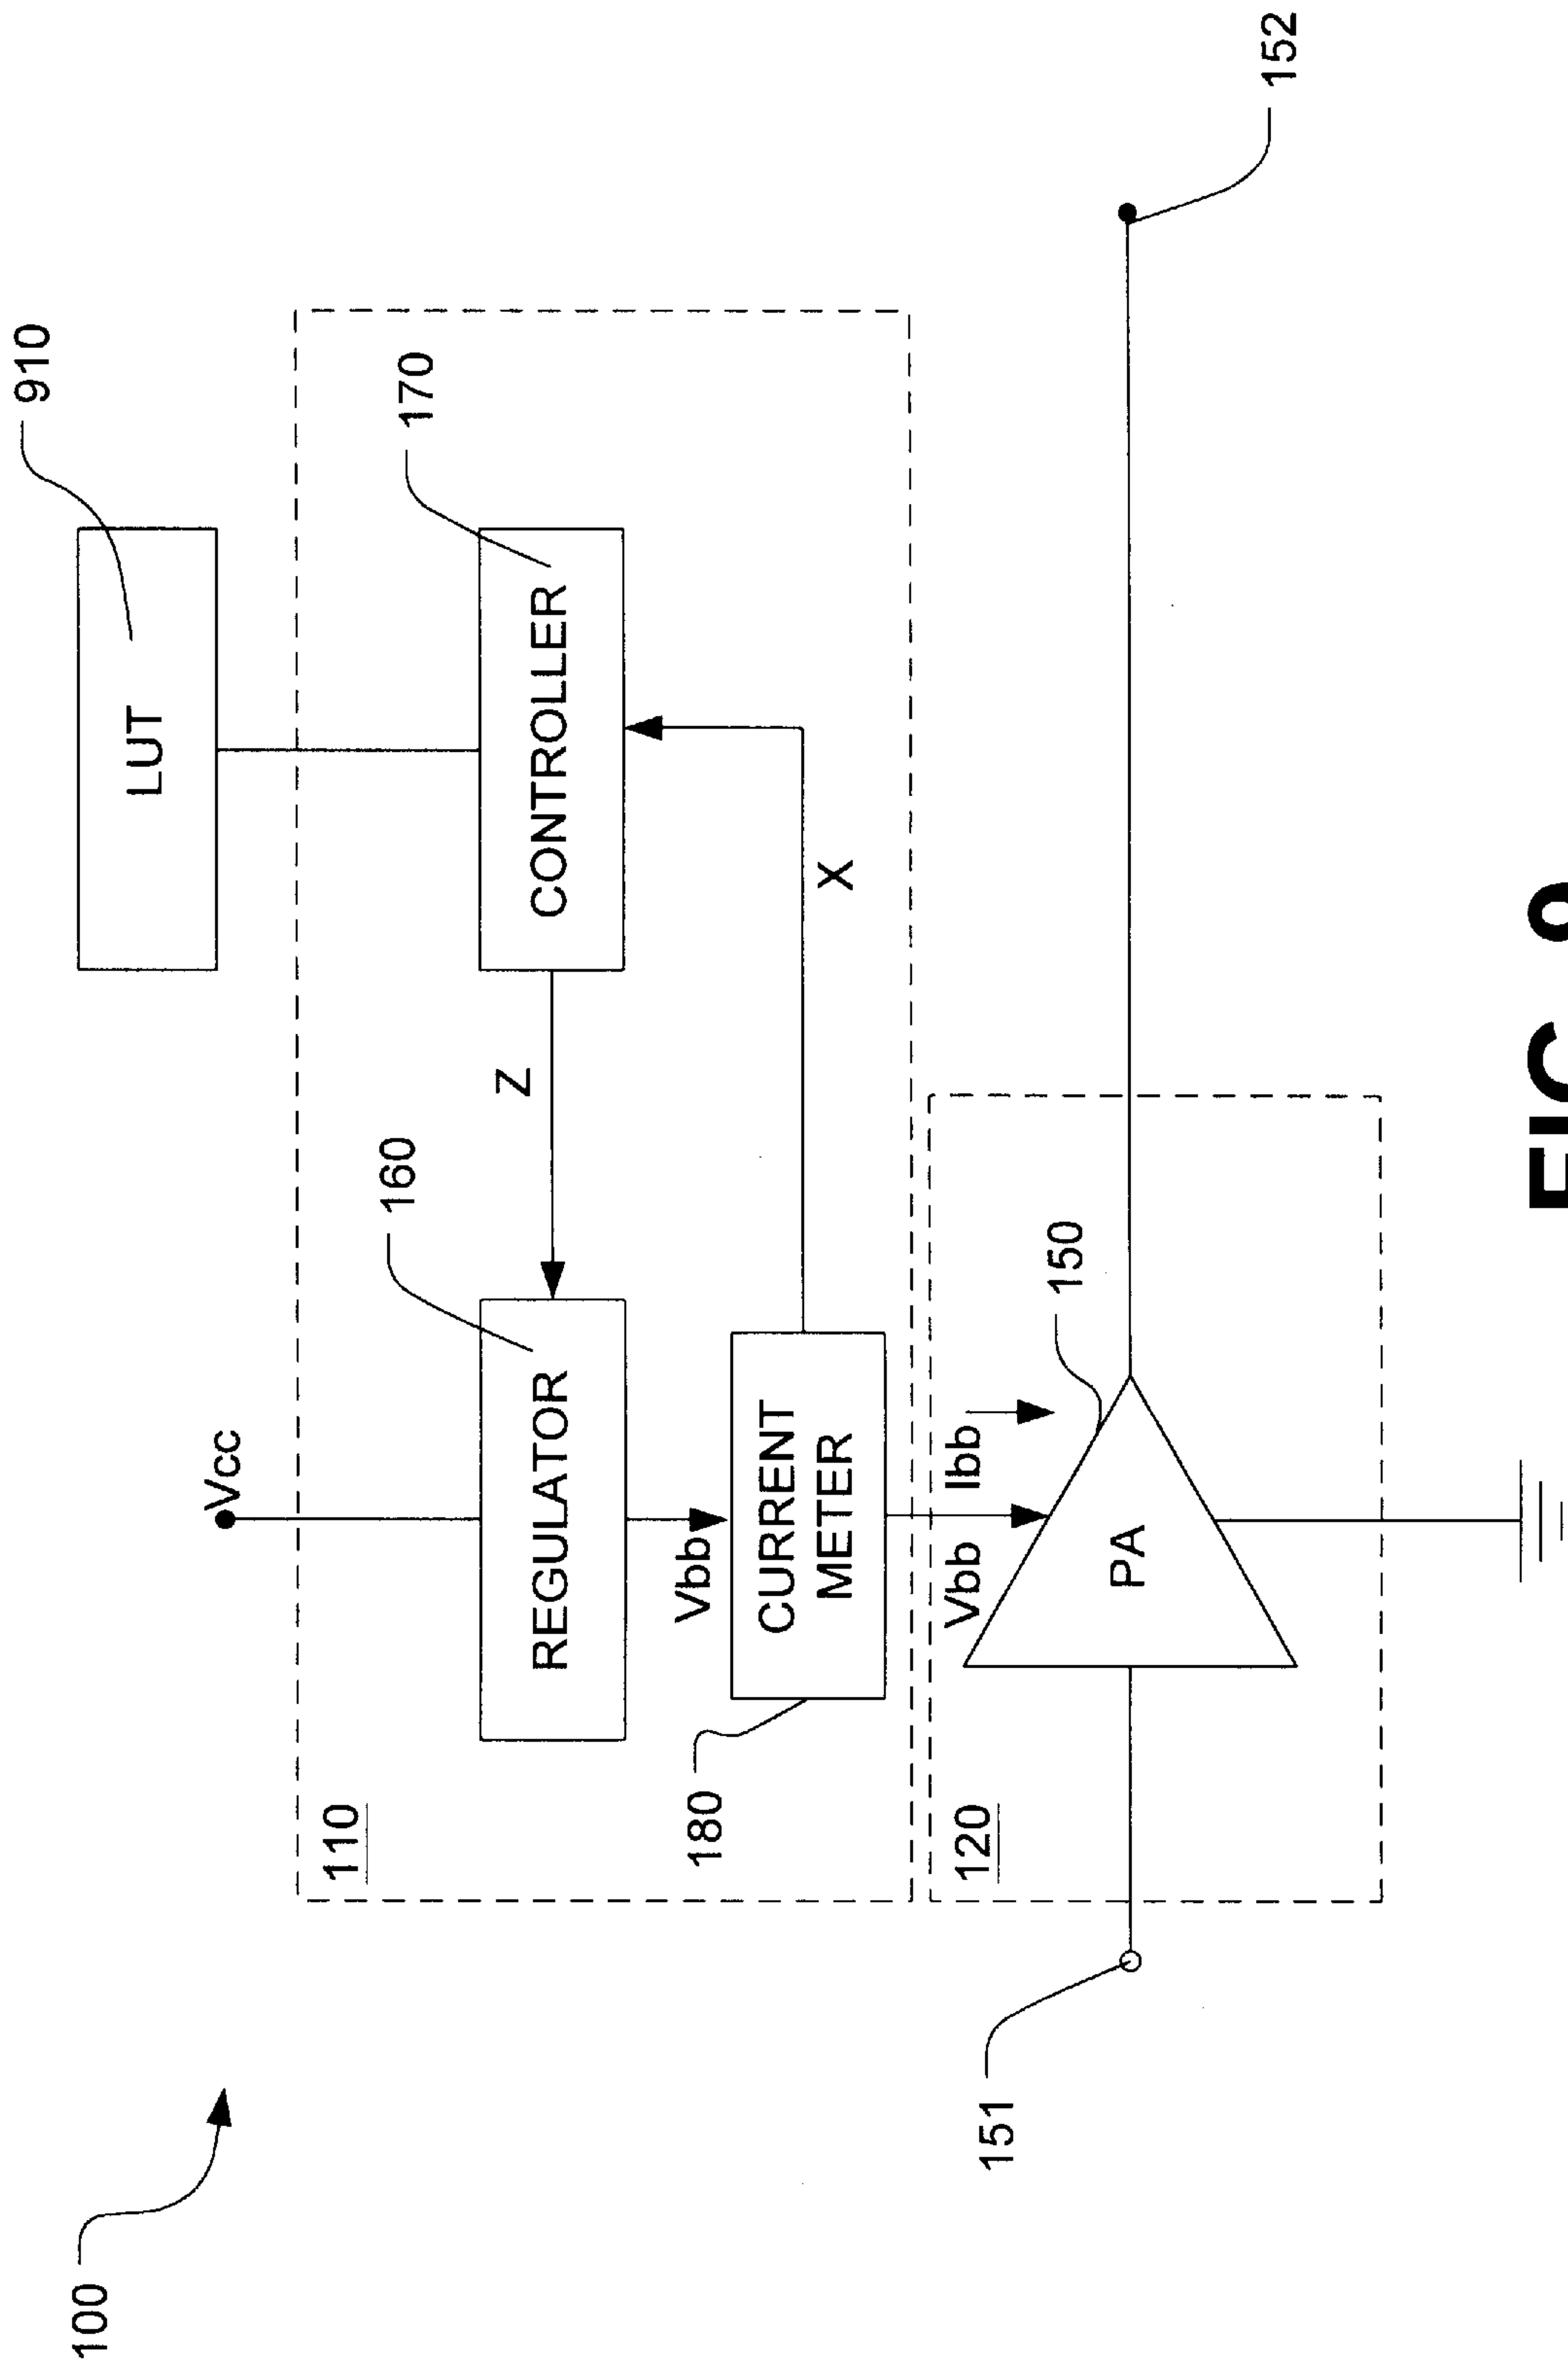 100
910
LUT
Vcc
110
160
REGULATOR
Z
170
CONTROLLER
Vbb
180
CURRENT
METER
X
120
Vbb
Ibb
150
PA
151
152